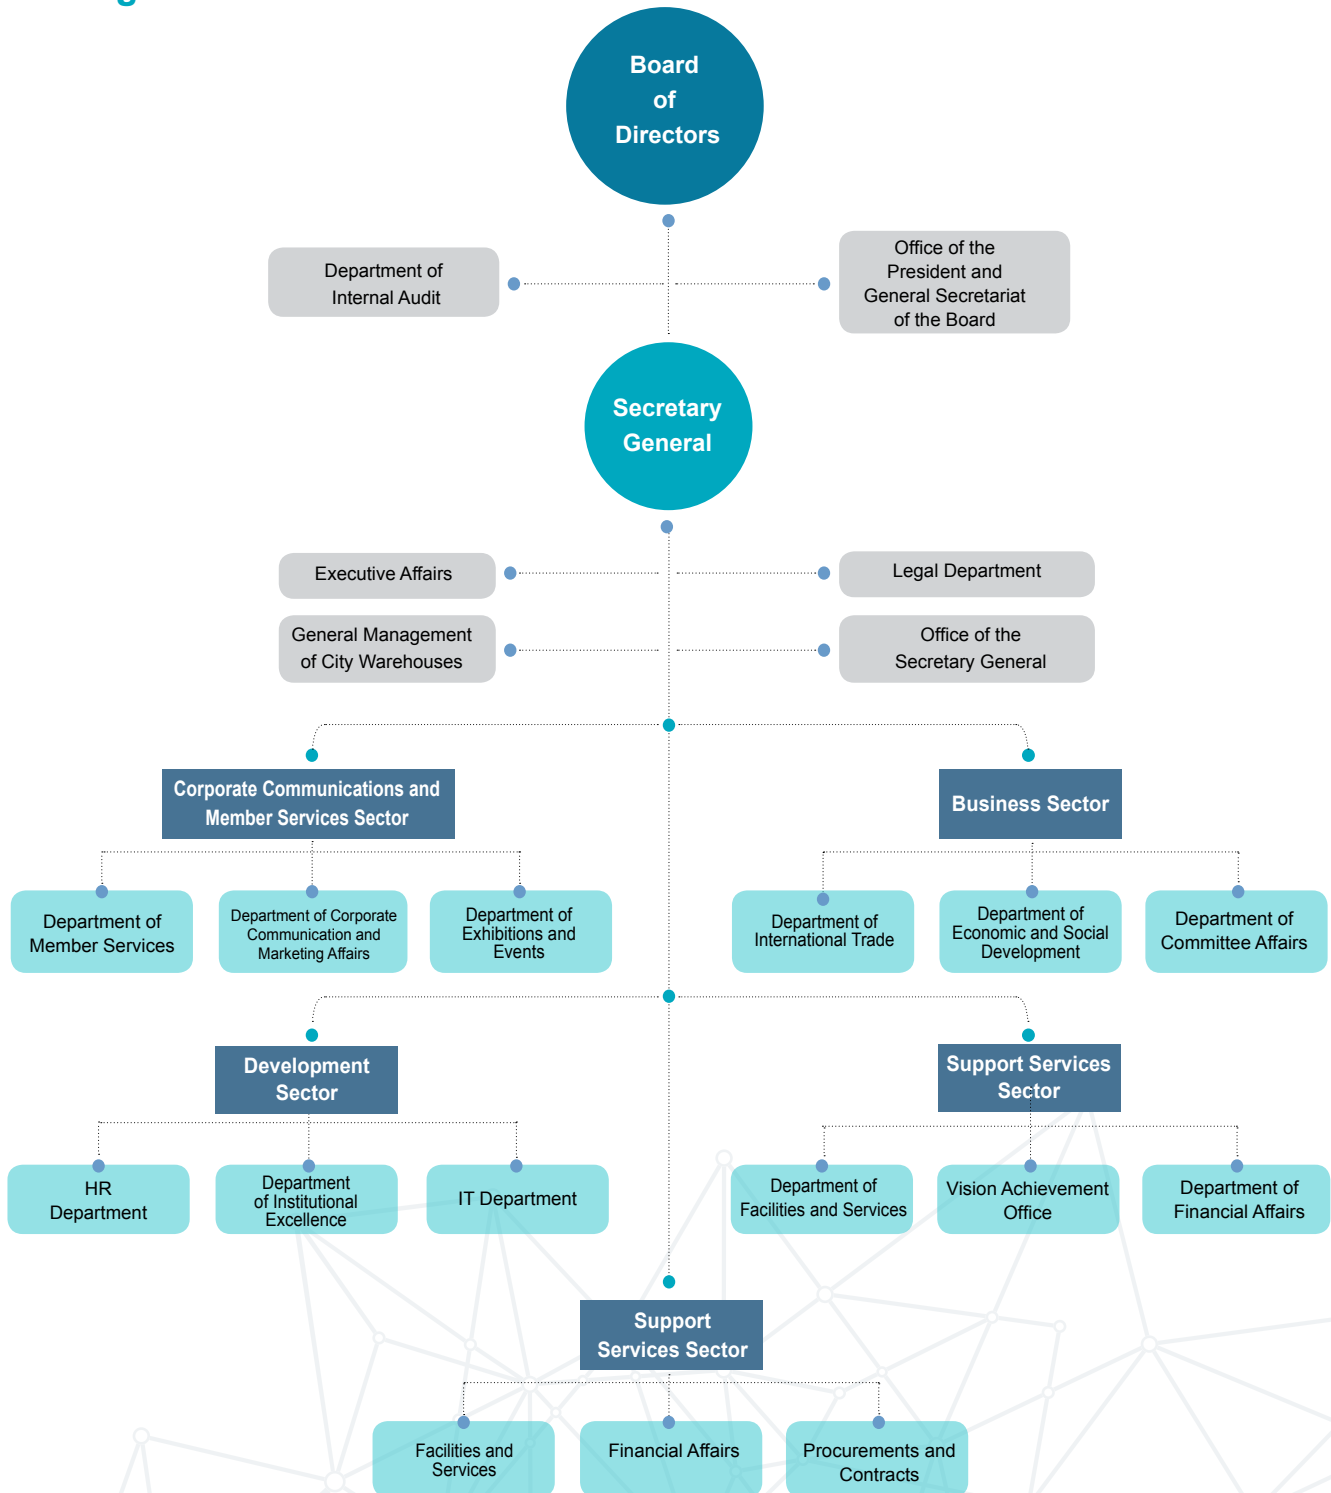 Board
of
Directors
Department of
Internal Audit
Office of the
President and
General Secretariat
of the Board
Secretary
General
Executive Affairs
Legal Department
General Management
of City Warehouses
Office of the
Secretary General
Corporate Communications and
Member Services Sector
Business Sector
Department of
Member Services
Department of Corporate
Communication and
Marketing Affairs
Department of
Exhibitions and
Events
Department of
International Trade
Department of
Economic and Social
Development
Department of
Committee Affairs
Development
Sector
Support Services
Sector
HR
Department
Department
of Institutional
Excellence
IT Department
Department of
Facilities and Services
Vision Achievement
Office
Department of
Financial Affairs
Support
Services Sector
Facilities and
Services
Financial Affairs
Procurements and
Contracts